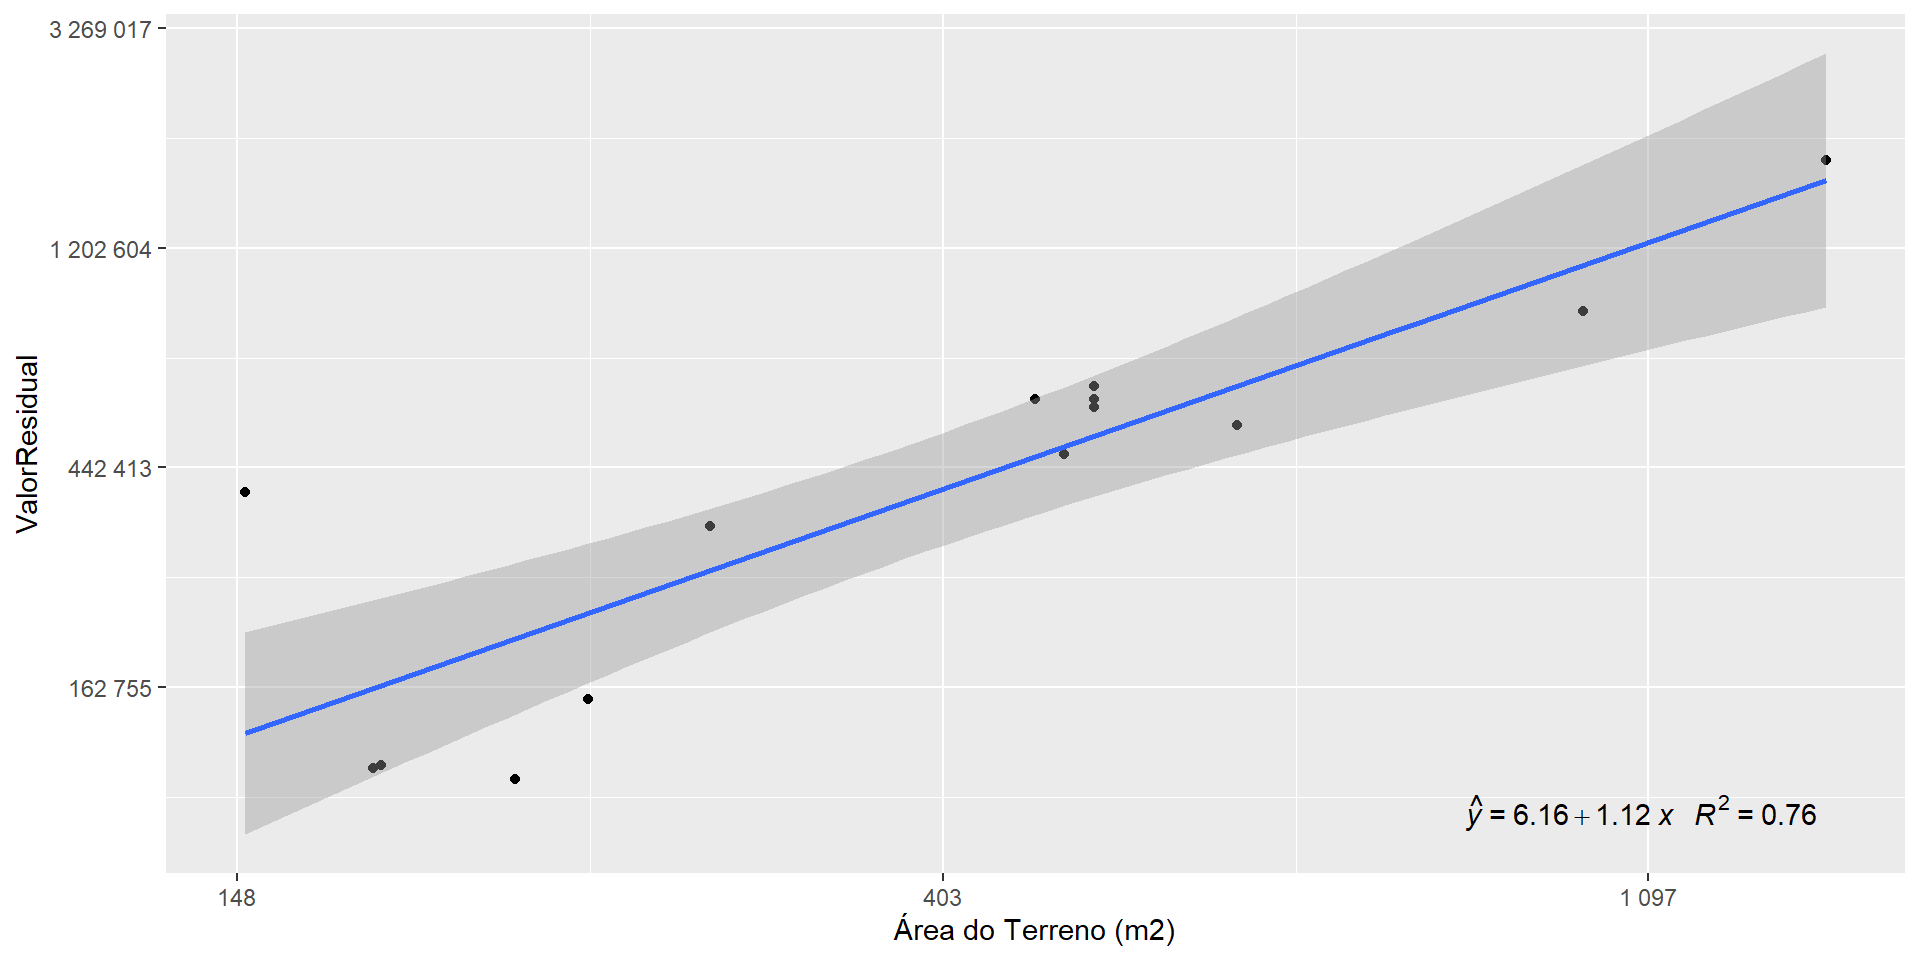 3 269 017
1 202 604
442 413
162 755
ValorResidual
ŷ = 6.16 + 1.12 x R² = 0.76
148
403
1 097
Área do Terreno (m2)